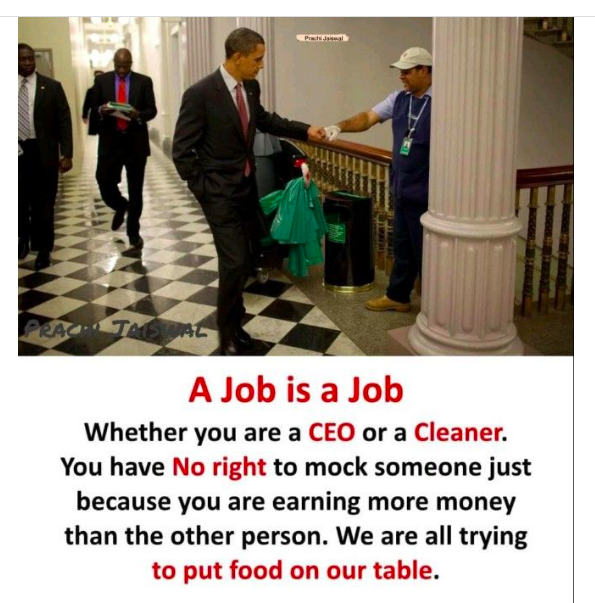 Prachi Jaiswal
PRACHI JAISWAL
A Job is a Job
Whether you are a CEO or a Cleaner.
You have No right to mock someone just
because you are earning more money
than the other person. We are all trying
to put food on our table.